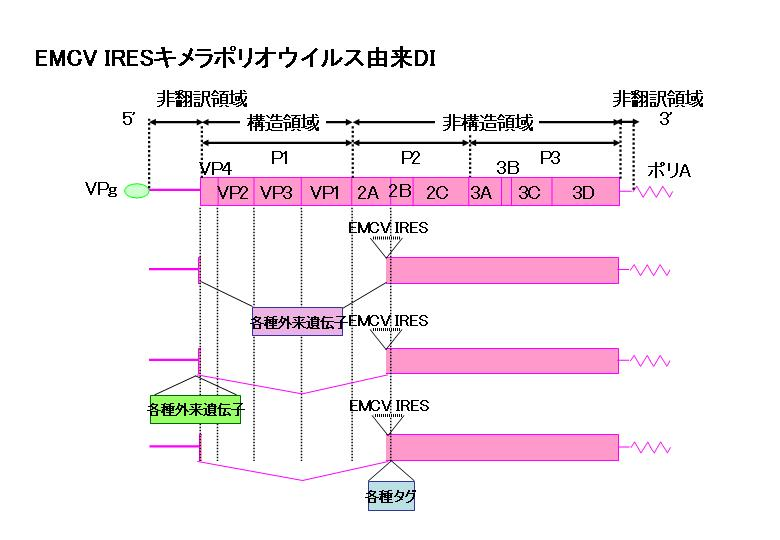 EMCV IRESキメラポリオウイルス由来DI
非翻訳領域 非翻訳領域
5′ 構造領域 非構造領域 3′
P1 P2 P3
VP4 3B ポリA
VPg VP2 VP3 VP1 2A 2B 2C 3A 3C 3D
EMCV IRES
各種外来遺伝子
EMCV IRES
各種外来遺伝子
EMCV IRES
各種タグ